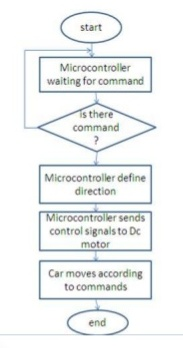 start
Microcontroller
waiting for command
Is there
command
?
Microcontroller define
direction
Microcontroller sends
control signals to Dc
motor
Car moves according
to commands
end